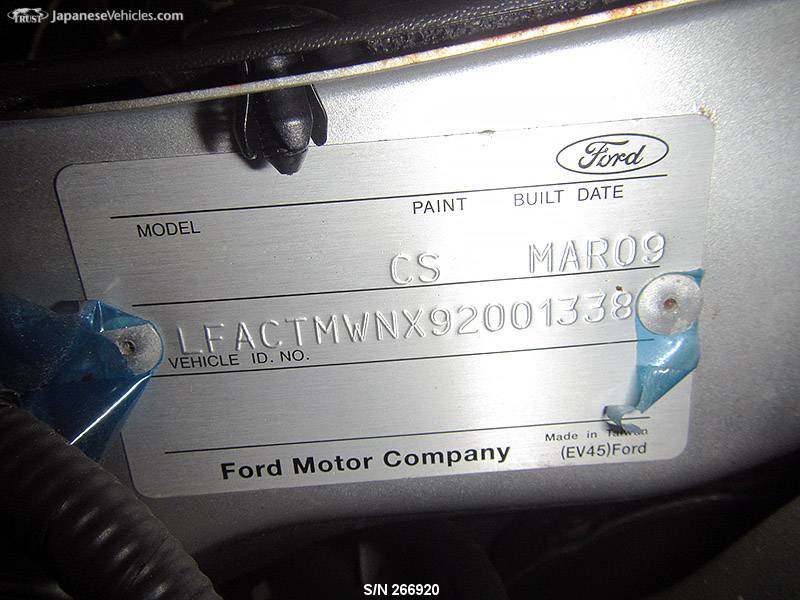 TRUST JapaneseVehicles.com
Ford
MODEL PAINT BUILT DATE
CS MAR09
LFACTMWNX92001338
VEHICLE ID. NO.
Made in Taiwan
Ford Motor Company (EV45)Ford
S/N 266920